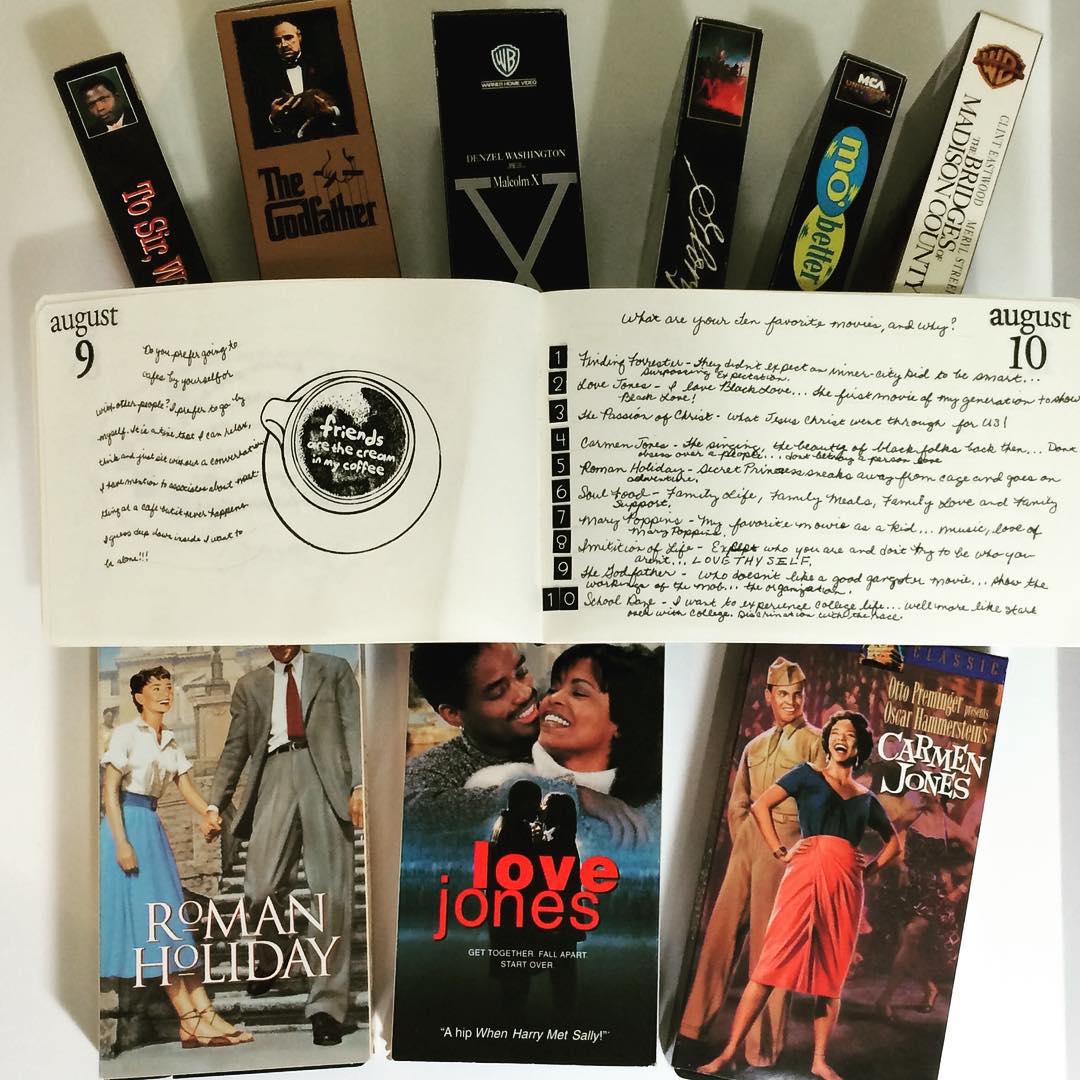 To Sir, W
The
Godfather
WB
WARNER HOME VIDEO
DENZEL WASHINGTON
Malcolm X
X
Glory
MCA
UNIVERSAL
mo'
better
WB
CLINT EASTWOOD MERYL STREEP
THE BRIDGES OF
MADISON COUNTY
august
9
Do you prefer going to
cafes by yourself or
with other people? I prefer to go by
myself. It is a time that I can relax,
think and just sit without a conversation
I have mention to associates about meet-
ting at a cafe but it never happens
I guess deep down inside I want to
be alone!!!
friends
are the cream
in my coffee
august
10
What are your Ten favorite movies, and why?
1 Finding Forrester - They didn't expect an inner-city kid to be smart...
Surpassing Expectation.
2 Love Jones - I love Black Love... The first movie of my generation to show
Black Love!
3 The Passion of Christ - What Jesus Christ went through for US!
4 Carmen Jones - The singing, the beauty of black folks back then... Dont
obsess over a people... dont let a person
5 Roman Holiday - Secret Princess sneaks away from cage and goes on
adventure.
6 Soul Food - Family Life, Family Meals, Family Love and Family
Support.
7 Mary Poppins - My favorite movie as a kid... music, love of
Mary Poppins.
8 Imitition of Life - who you are and don't try to be who you
aren't... LOVE THY SELF.
9 The Godfather - Who doesn't like a good gangster movie... show the
workings of the mob... the organization.
10 School Daze - I want to experience college life... well more like start
over with college. Discrimination with the race.
ROMAN
HOLIDAY
love
jones
GET TOGETHER. FALL APART.
START OVER.
"A hip When Harry Met Sally!"
CLASSIC
Otto Preminger presents
Oscar Hammerstein's
CARMEN
JONES